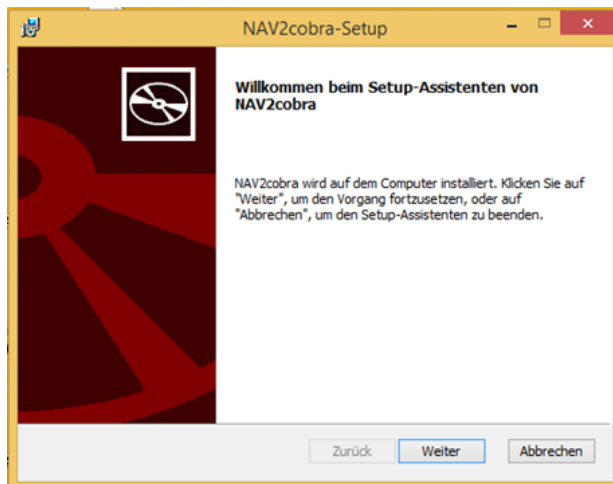 NAV2cobra-Setup
Willkommen beim Setup-Assistenten von
NAV2cobra
NAV2cobra wird auf dem Computer installiert. Klicken Sie auf
"Weiter", um den Vorgang fortzusetzen, oder auf
"Abbrechen", um den Setup-Assistenten zu beenden.
Zurück Weiter Abbrechen